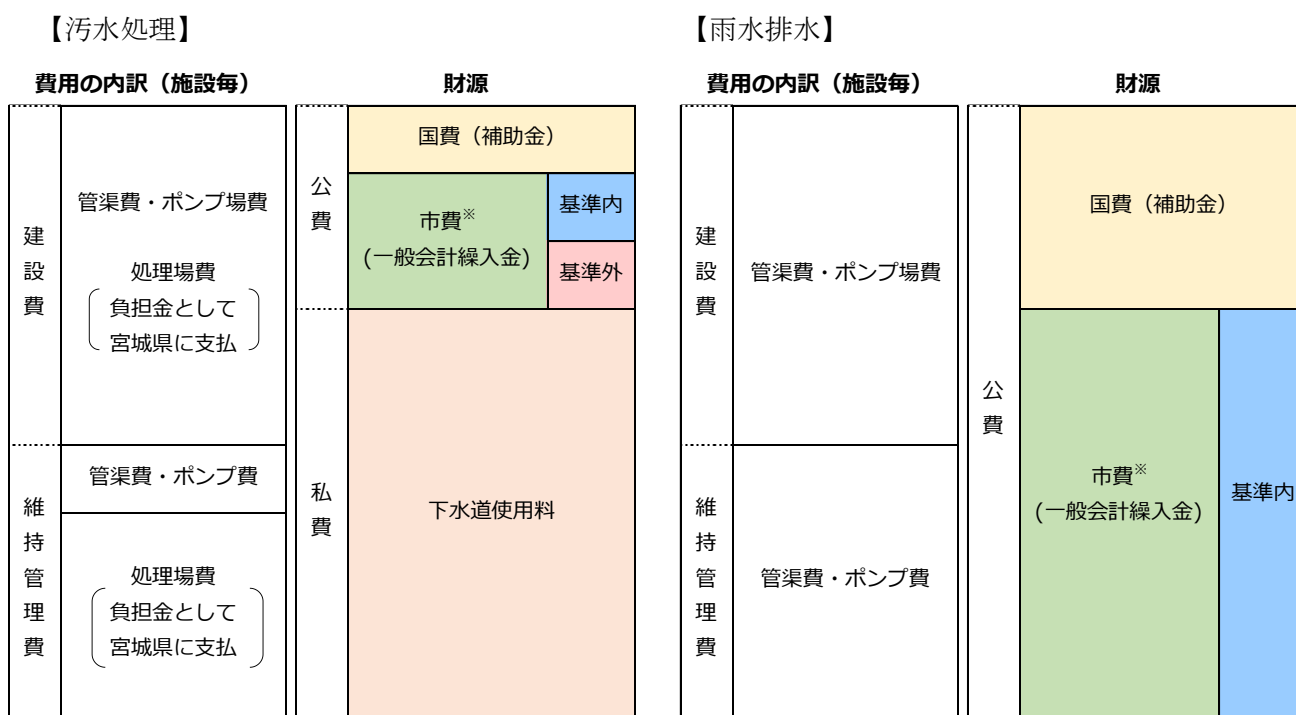 【汚水処理】
費用の内訳（施設毎）
財源
建設費
管渠費・ポンプ場費
処理場費
負担金として
宮城県に支払
維持管理費
管渠費・ポンプ費
処理場費
負担金として
宮城県に支払
公費
国費（補助金）
市費※
(一般会計繰入金)
基準内
基準外
私費
下水道使用料
【雨水排水】
費用の内訳（施設毎）
財源
建設費
管渠費・ポンプ場費
維持管理費
管渠費・ポンプ費
公費
国費（補助金）
市費※
(一般会計繰入金)
基準内